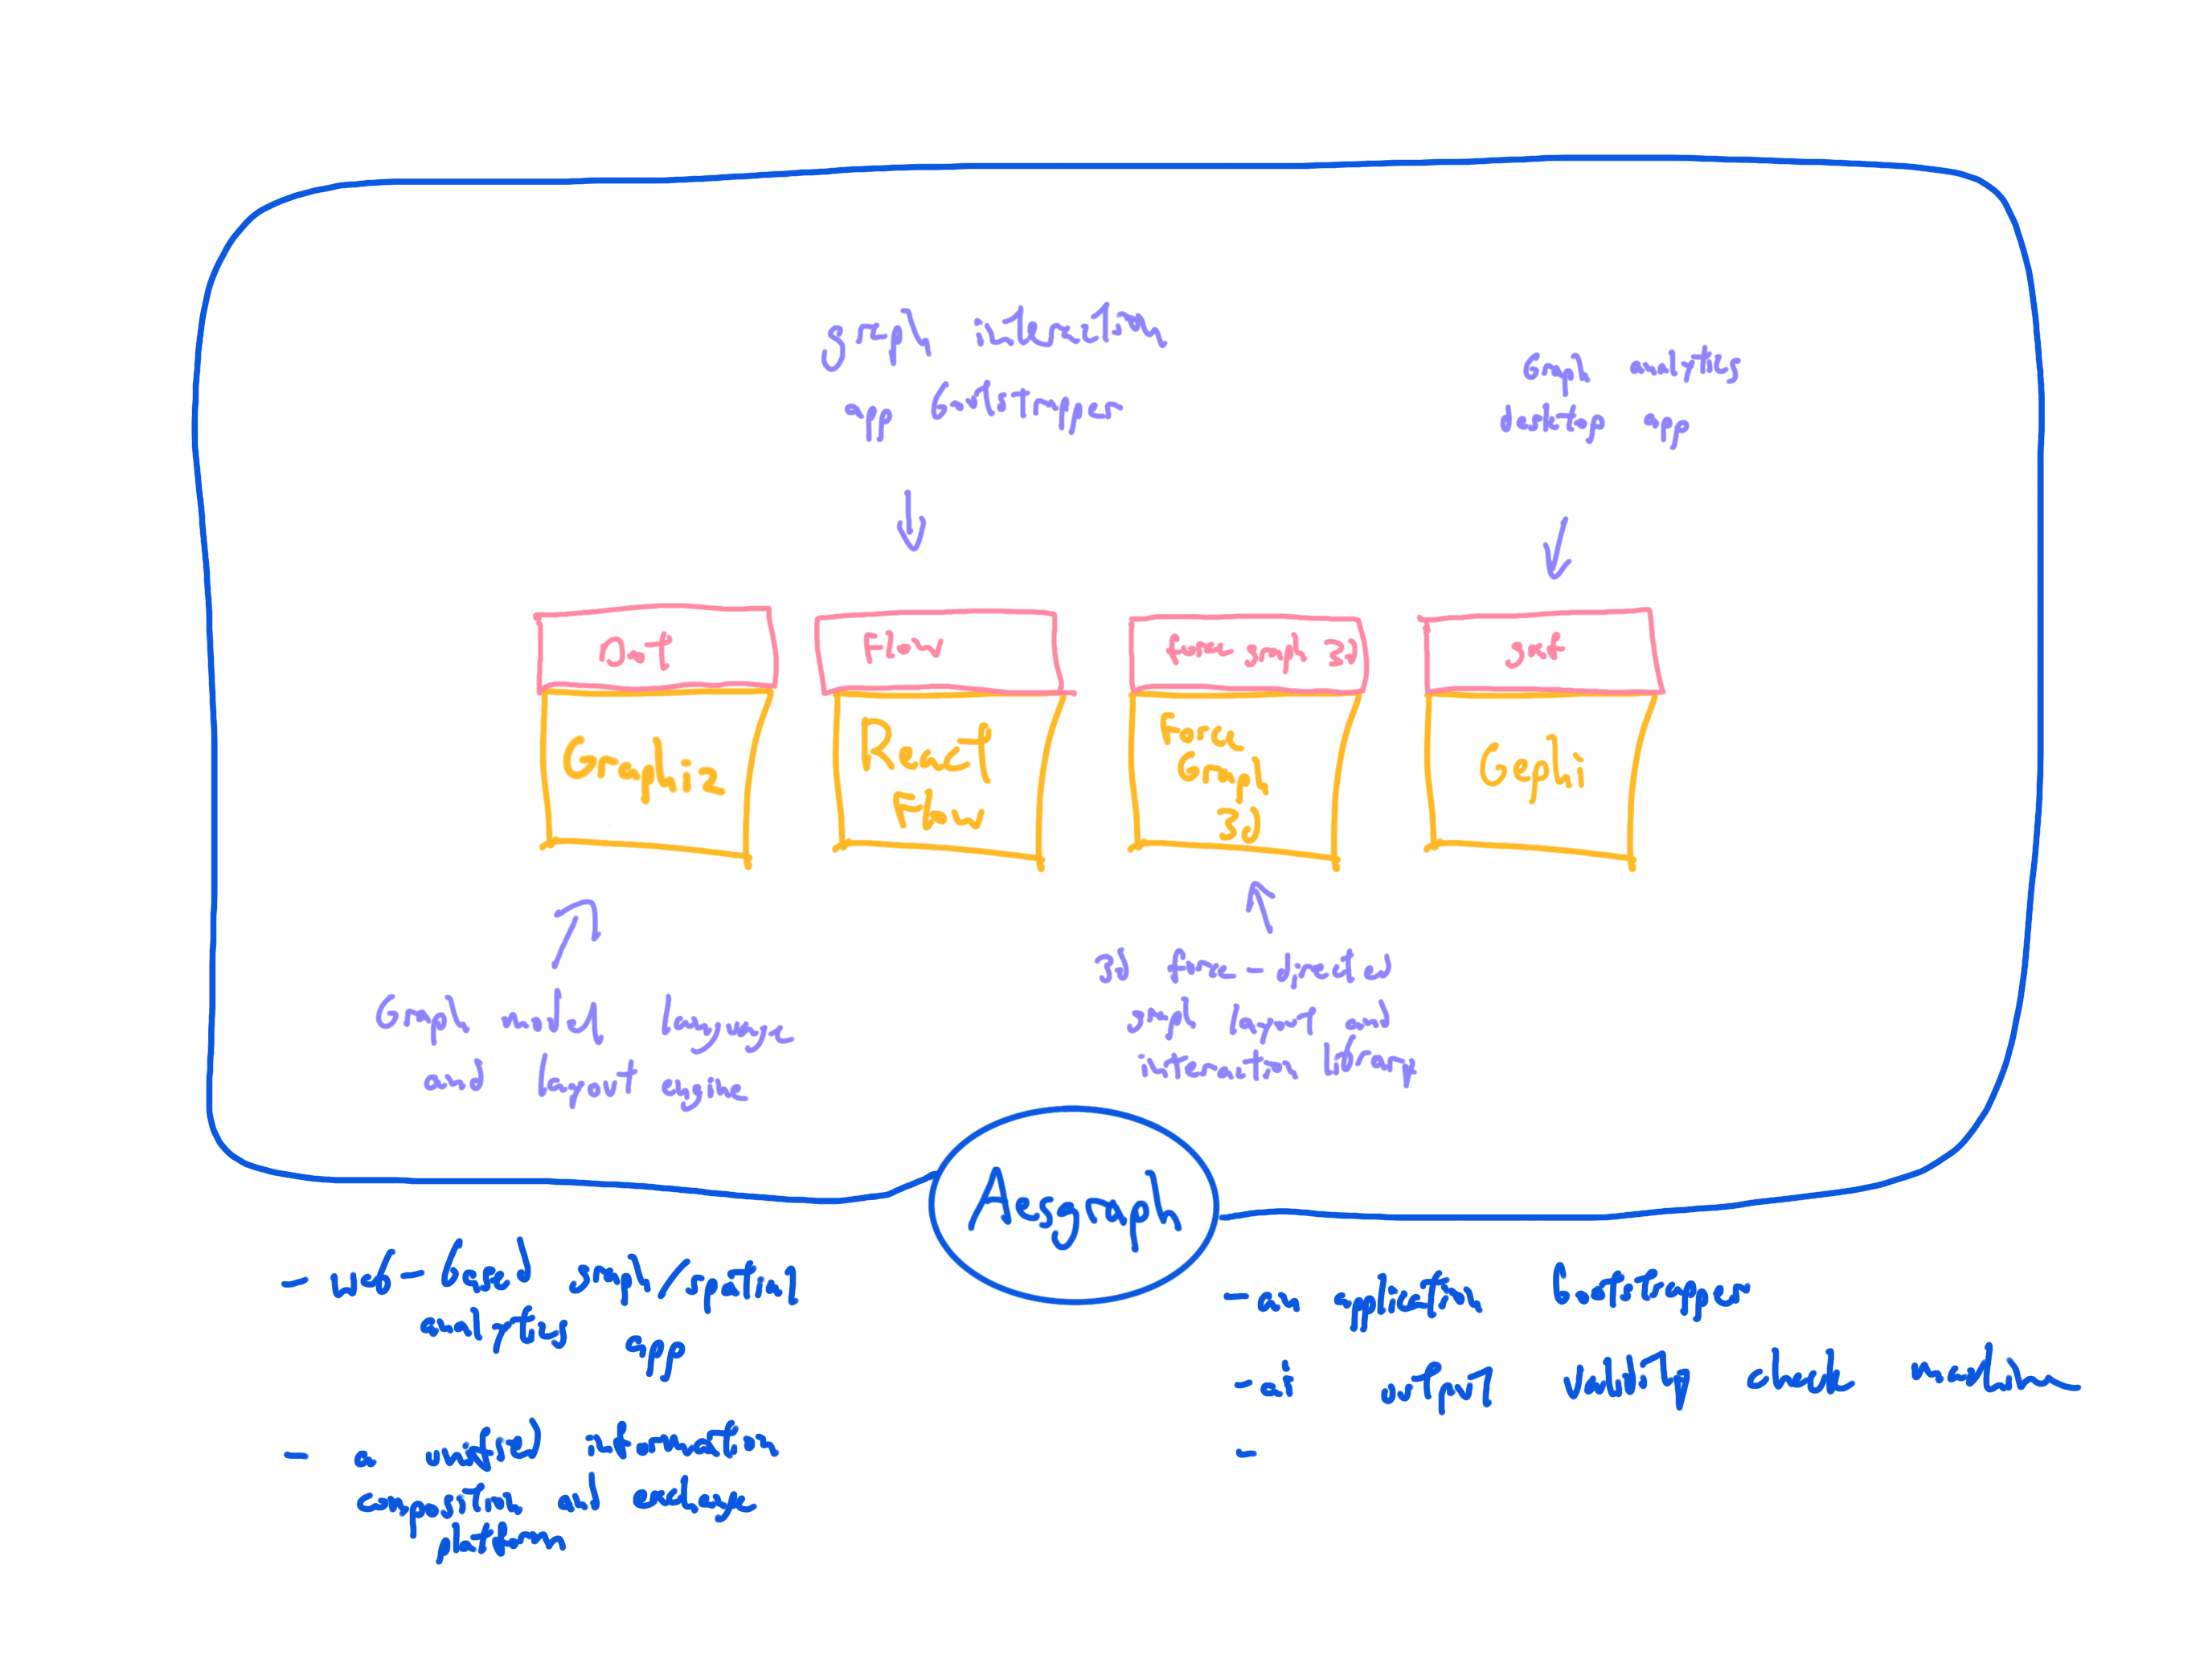 graph interaction
app bootstrapper
Graph analytics
desktop app
Dot
Flow
force graph 3D
gexf
Graphiz
React
Flow
Force
Graph
3D
Gephi
Graph model language
and layout engine
3D force-directed
graph layout and
interaction library
Aesgraph
- web-based graph/spatial
analytics app
- a unified information
composition and exchange
platform
- an application bootstrapper
- ai output validity check machine
-